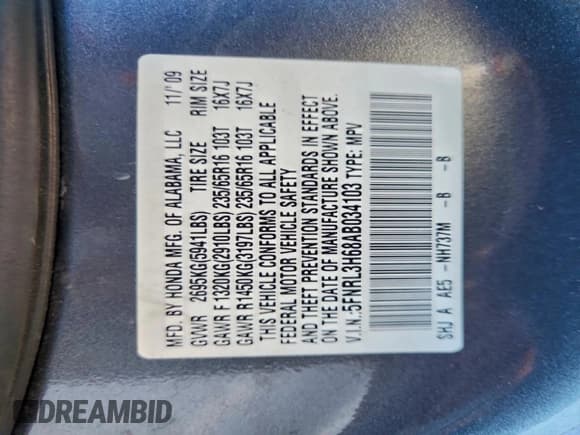 MFD. BY HONDA MFG. OF ALABAMA, LLC 11/'09
GVWR 2695KG(5941LBS) TIRE SIZE RIM SIZE
GAWR F 1320KG(2910LBS) 235/65R16 103T 16X7J
GAWR R 1450KG(3197LBS) 235/65R16 103T 16X7J
THIS VEHICLE CONFORMS TO ALL APPLICABLE
FEDERAL MOTOR VEHICLE SAFETY
AND THEFT PREVENTION STANDARDS IN EFFECT
ON THE DATE OF MANUFACTURE SHOWN ABOVE.
V.I.N.:5FNRL3H68AB034103 TYPE: MPV
SHJ A AE5 -NH737M -B -B
DREAMBID